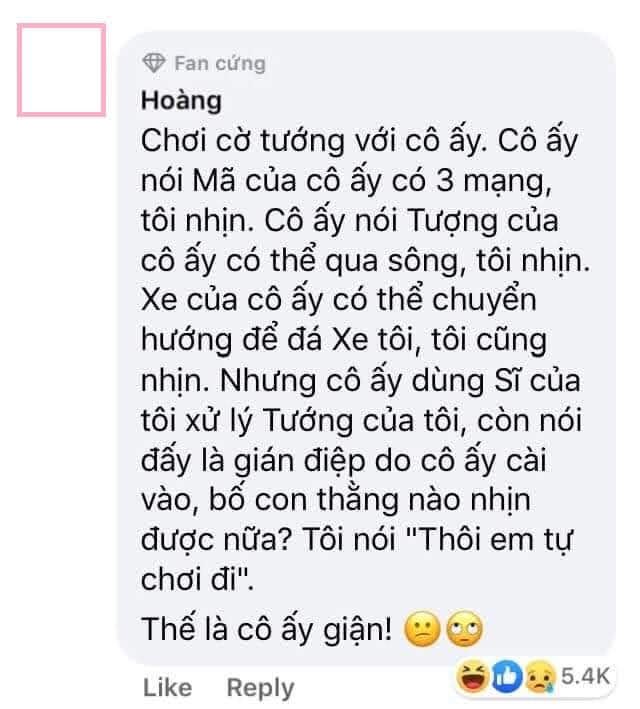 Fan cứng
Hoàng
Chơi cờ tướng với cô ấy. Cô ấy
nói Mã của cô ấy có 3 mạng,
tôi nhịn. Cô ấy nói Tượng của
cô ấy có thể qua sông, tôi nhịn.
Xe của cô ấy có thể chuyển
hướng để đá Xe tôi, tôi cũng
nhịn. Nhưng cô ấy dùng Sĩ của
tôi xử lý Tướng của tôi, còn nói
đấy là gián điệp do cô ấy cài
vào, bố con thằng nào nhịn
được nữa? Tôi nói "Thôi em tự
chơi đi".
Thế là cô ấy giận! 😕🙄
Like Reply 5.4K